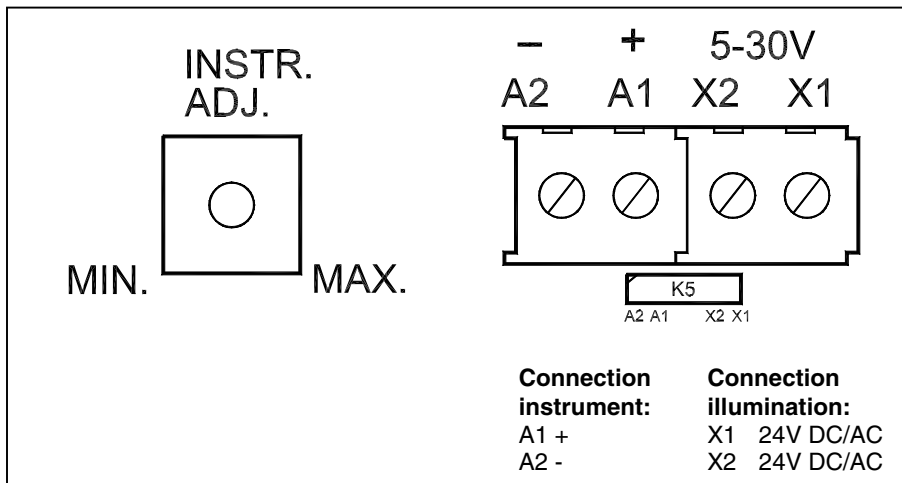 INSTR.
ADJ.
MIN.
MAX.
− + 5-30V
A2 A1 X2 X1
K5
A2 A1 X2 X1
Connection
instrument:
A1 +
A2 -
Connection
illumination:
X1 24V DC/AC
X2 24V DC/AC